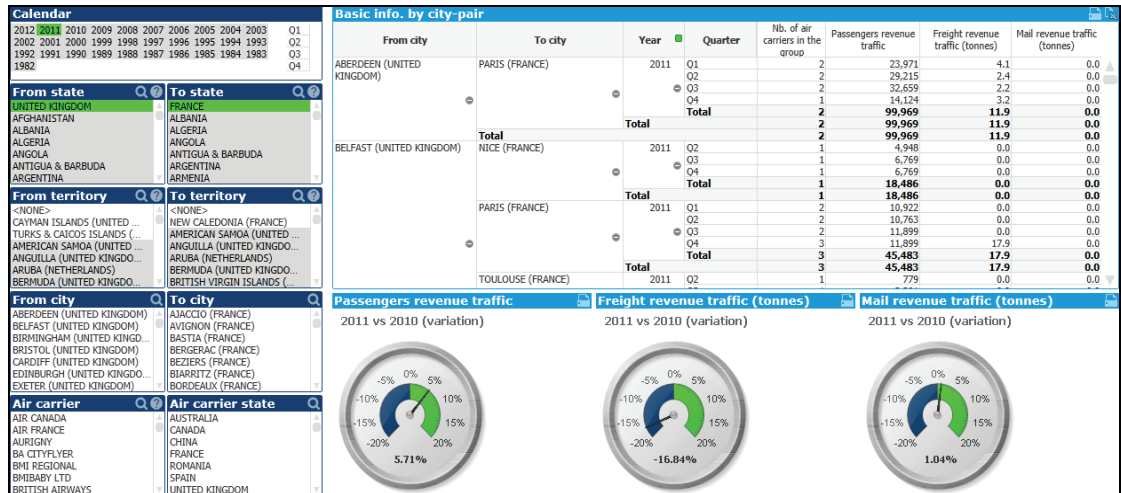 Calendar
2012 2011 2010 2009 2008 2007 2006 2005 2004 2003 Q1
2002 2001 2000 1999 1998 1997 1996 1995 1994 1993 Q2
1992 1991 1990 1989 1988 1987 1986 1985 1984 1983 Q3
1982 Q4
From state
UNITED KINGDOM
AFGHANISTAN
ALBANIA
ALGERIA
ANGOLA
ANTIGUA & BARBUDA
ARGENTINA
To state
FRANCE
ALBANIA
ALGERIA
ANGOLA
ANTIGUA & BARBUDA
ARGENTINA
ARMENIA
From territory
<NONE>
CAYMAN ISLANDS (UNITED ...
TURKS & CAICOS ISLANDS (...
AMERICAN SAMOA (UNITED ...
ANGUILLA (UNITED KINGDO...
ARUBA (NETHERLANDS)
BERMUDA (UNITED KINGDO...
To territory
<NONE>
NEW CALEDONIA (FRANCE)
AMERICAN SAMOA (UNITED ...
ANGUILLA (UNITED KINGDO...
ARUBA (NETHERLANDS)
BERMUDA (UNITED KINGDO...
BRITISH VIRGIN ISLANDS (...
From city
ABERDEEN (UNITED KINGDOM)
BELFAST (UNITED KINGDOM)
BIRMINGHAM (UNITED KINGD...
BRISTOL (UNITED KINGDOM)
CARDIFF (UNITED KINGDOM)
EDINBURGH (UNITED KINGDO...
EXETER (UNITED KINGDOM)
To city
AJACCIO (FRANCE)
AVIGNON (FRANCE)
BASTIA (FRANCE)
BERGERAC (FRANCE)
BEZIERS (FRANCE)
BIARRITZ (FRANCE)
BORDEAUX (FRANCE)
Air carrier
AIR CANADA
AIR FRANCE
AURIGNY
BA CITYFLYER
BMI REGIONAL
BMIBABY LTD
BRITISH AIRWAYS
Air carrier state
AUSTRALIA
CANADA
CHINA
FRANCE
ROMANIA
SPAIN
UNITED KINGDOM
Basic info. by city-pair
From city To city Year Quarter Nb. of air carriers in the group Passengers revenue traffic Freight revenue traffic (tonnes) Mail revenue traffic (tonnes)
ABERDEEN (UNITED KINGDOM) PARIS (FRANCE) 2011 Q1 2 23,971 4.1 0.0
Q2 2 29,215 2.4 0.0
Q3 2 32,659 2.2 0.0
Q4 1 14,124 3.2 0.0
Total 2 99,969 11.9 0.0
Total 2 99,969 11.9 0.0
Total 2 99,969 11.9 0.0
BELFAST (UNITED KINGDOM) NICE (FRANCE) 2011 Q2 1 4,948 0.0 0.0
Q3 1 6,769 0.0 0.0
Q4 1 6,769 0.0 0.0
Total 1 18,486 0.0 0.0
Total 1 18,486 0.0 0.0
PARIS (FRANCE) 2011 Q1 2 10,922 0.0 0.0
Q2 2 10,763 0.0 0.0
Q3 2 11,899 0.0 0.0
Q4 3 11,899 17.9 0.0
Total 3 45,483 17.9 0.0
Total 3 45,483 17.9 0.0
TOULOUSE (FRANCE) 2011 Q2 1 779 0.0 0.0
Passengers revenue traffic
2011 vs 2010 (variation)
-20% -15% -10% -5% 0% 5% 10% 15% 20%
5.71%
Freight revenue traffic (tonnes)
2011 vs 2010 (variation)
-20% -15% -10% -5% 0% 5% 10% 15% 20%
-16.84%
Mail revenue traffic (tonnes)
2011 vs 2010 (variation)
-20% -15% -10% -5% 0% 5% 10% 15% 20%
1.04%